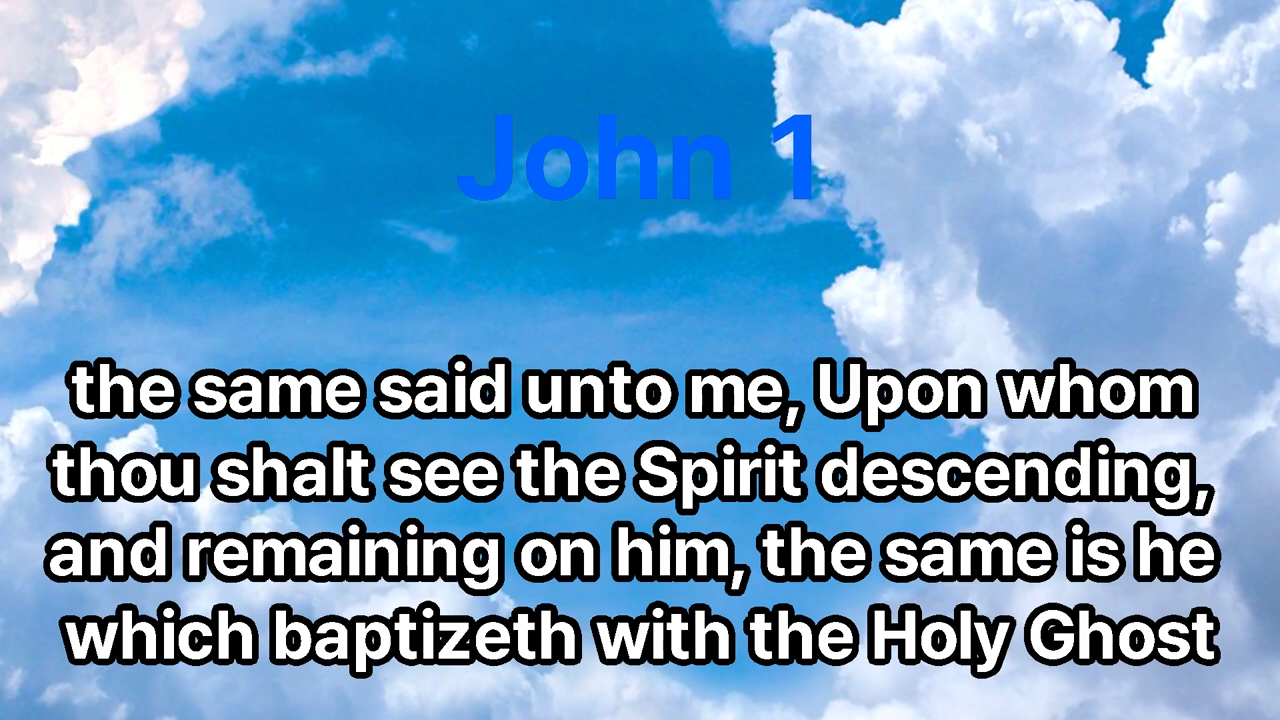 John 1
the same said unto me, Upon whom
thou shalt see the Spirit descending,
and remaining on him, the same is he
which baptizeth with the Holy Ghost